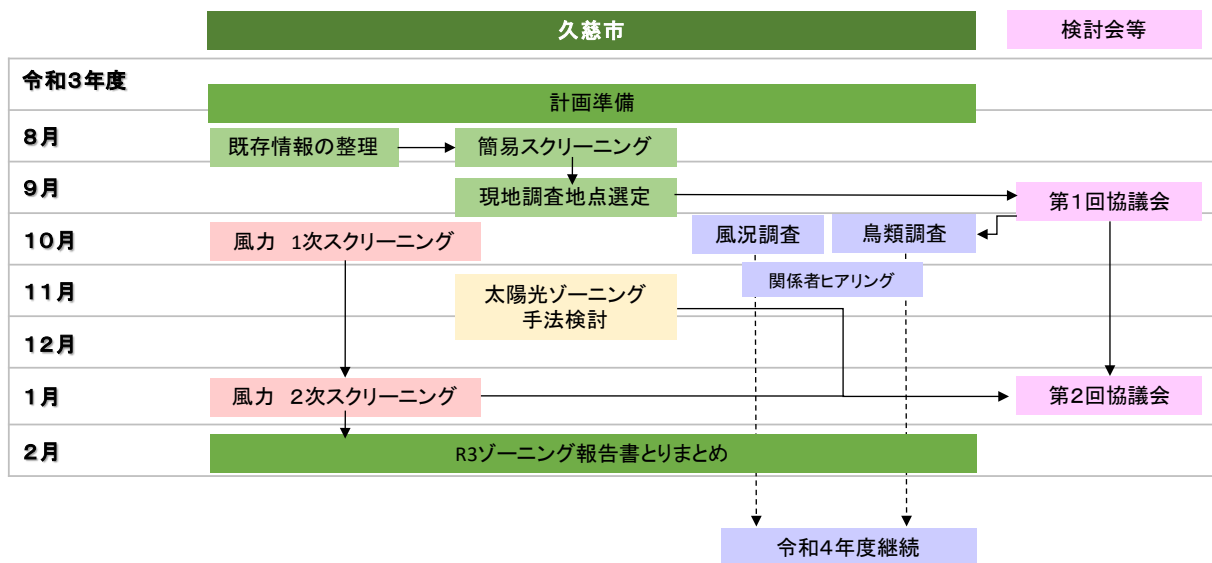 久慈市
検討会等
令和３年度
計画準備
８月
既存情報の整理
簡易スクリーニング
９月
現地調査地点選定
第１回協議会
１０月
風力　1次スクリーニング
風況調査
鳥類調査
関係者ヒアリング
１１月
太陽光ゾーニング
手法検討
１２月
１月
風力　２次スクリーニング
第２回協議会
２月
R3ゾーニング報告書とりまとめ
令和４年度継続